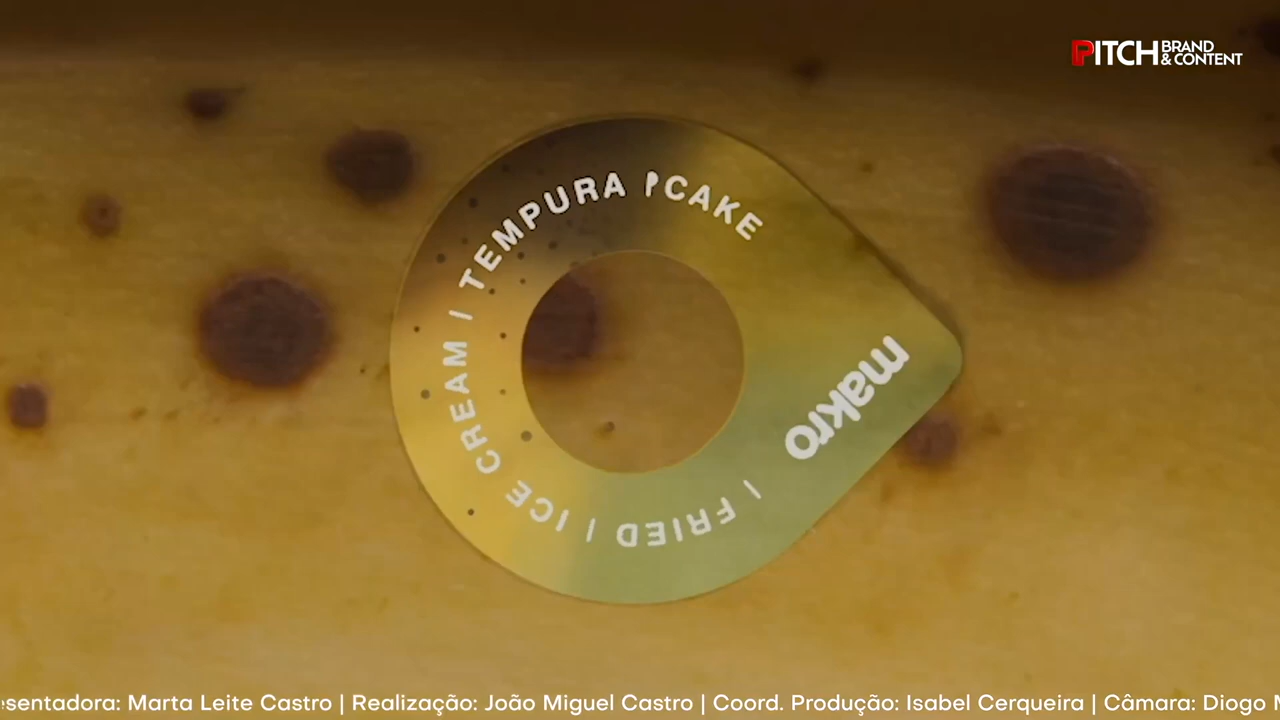 PITCH BRAND
& CONTENT
| FRIED | ICE CREAM | TEMPURA | CAKE
makro
sentadora: Marta Leite Castro | Realização: João Miguel Castro | Coord. Produção: Isabel Cerqueira | Câmara: Diogo